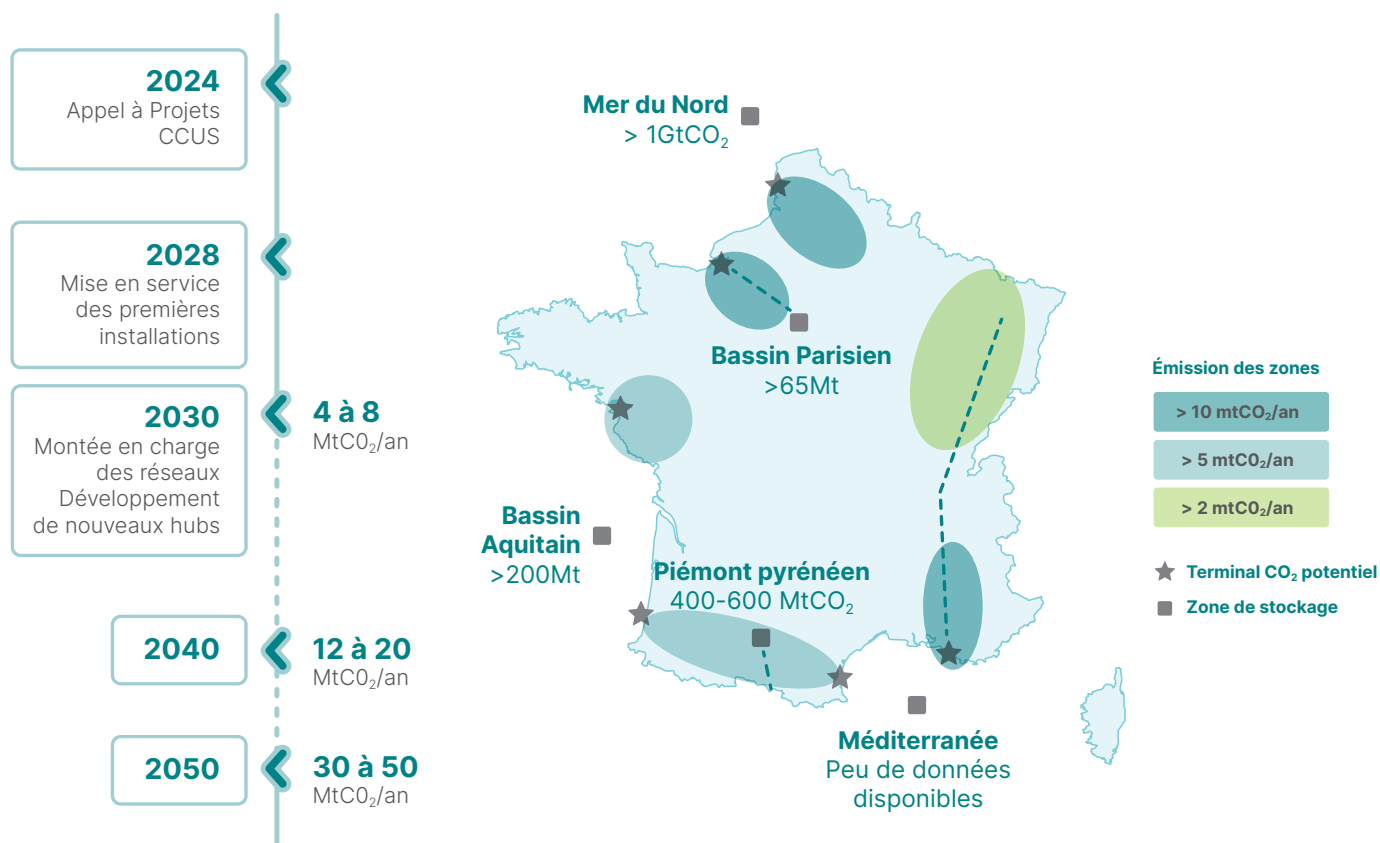 2024
Appel à Projets
CCUS
2028
Mise en service
des premières
installations
2030
Montée en charge
des réseaux
Développement
de nouveaux hubs
4 à 8
MtC0₂/an
2040
12 à 20
MtC0₂/an
2050
30 à 50
MtC0₂/an
Mer du Nord
> 1GtCO₂
Bassin Parisien
>65Mt
Bassin
Aquitain
>200Mt
Piémont pyrénéen
400-600 MtCO₂
Méditerranée
Peu de données
disponibles
Émission des zones
> 10 mtCO₂/an
> 5 mtC0₂/an
> 2 mtC0₂/an
Terminal CO₂ potentiel
Zone de stockage